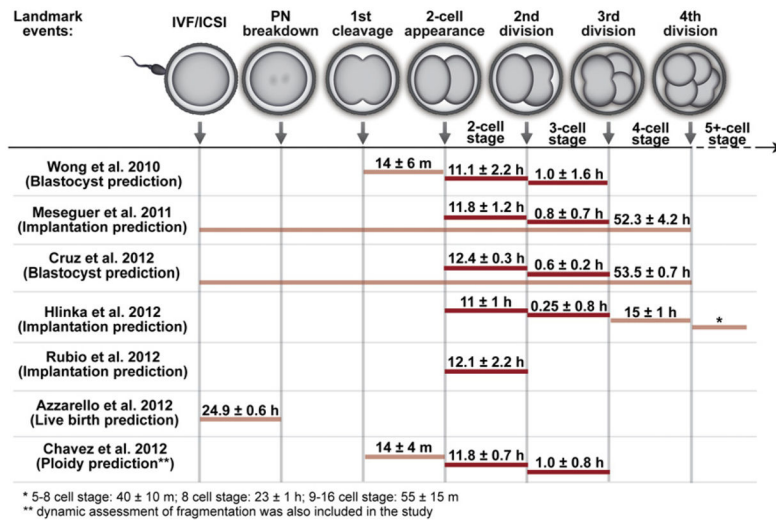 Landmark events:
IVF/ICSI
PN breakdown
1st cleavage
2-cell appearance
2nd division
3rd division
4th division
2-cell stage
3-cell stage
4-cell stage
5+-cell stage
Wong et al. 2010
(Blastocyst prediction)
14 ± 6 m
11.1 ± 2.2 h
1.0 ± 1.6 h
Meseguer et al. 2011
(Implantation prediction)
11.8 ± 1.2 h
0.8 ± 0.7 h
52.3 ± 4.2 h
Cruz et al. 2012
(Blastocyst prediction)
12.4 ± 0.3 h
0.6 ± 0.2 h
53.5 ± 0.7 h
Hlinka et al. 2012
(Implantation prediction)
11 ± 1 h
0.25 ± 0.8 h
15 ± 1 h
*
Rubio et al. 2012
(Implantation prediction)
12.1 ± 2.2 h
Azzarello et al. 2012
(Live birth prediction)
24.9 ± 0.6 h
Chavez et al. 2012
(Ploidy prediction**)
14 ± 4 m
11.8 ± 0.7 h
1.0 ± 0.8 h
* 5-8 cell stage: 40 ± 10 m; 8 cell stage: 23 ± 1 h; 9-16 cell stage: 55 ± 15 m
** dynamic assessment of fragmentation was also included in the study